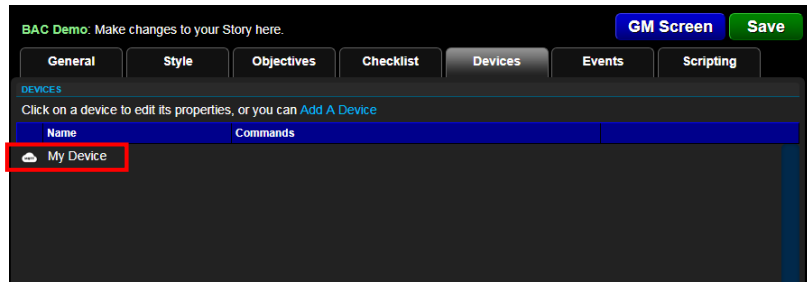 BAC Demo: Make changes to your Story here.
GM Screen
Save
General
Style
Objectives
Checklist
Devices
Events
Scripting
DEVICES
Click on a device to edit its properties, or you can Add A Device
Name
Commands
My Device